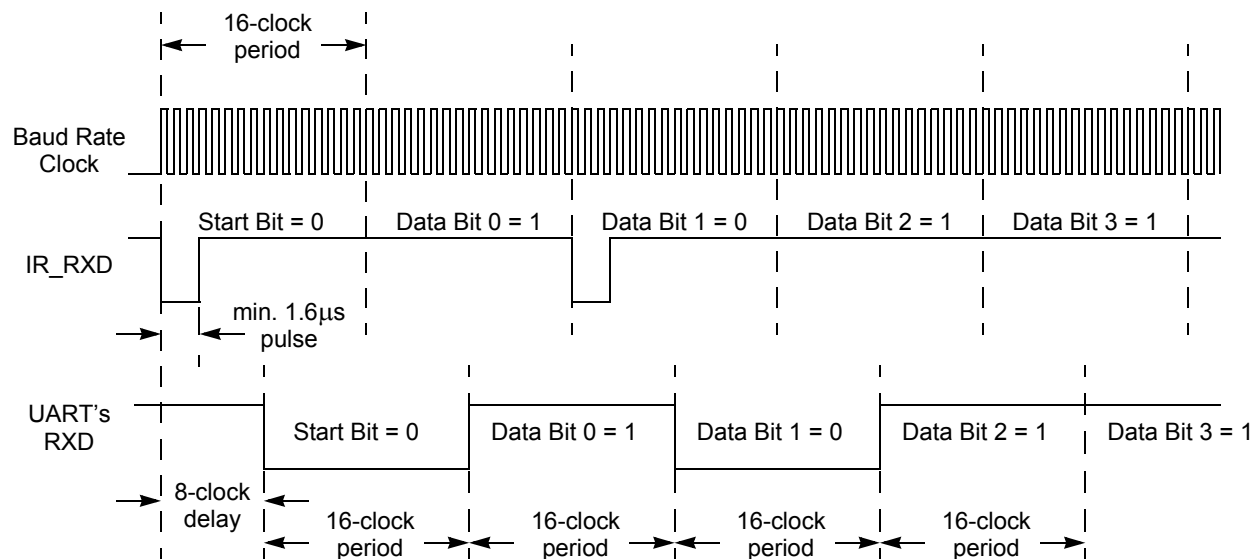 16-clock
period
Baud Rate
Clock
Start Bit = 0
Data Bit 0 = 1
Data Bit 1 = 0
Data Bit 2 = 1
Data Bit 3 = 1
IR_RXD
min. 1.6μs
pulse
UART's
RXD
Start Bit = 0
Data Bit 0 = 1
Data Bit 1 = 0
Data Bit 2 = 1
Data Bit 3 = 1
8-clock
delay
16-clock
period
16-clock
period
16-clock
period
16-clock
period